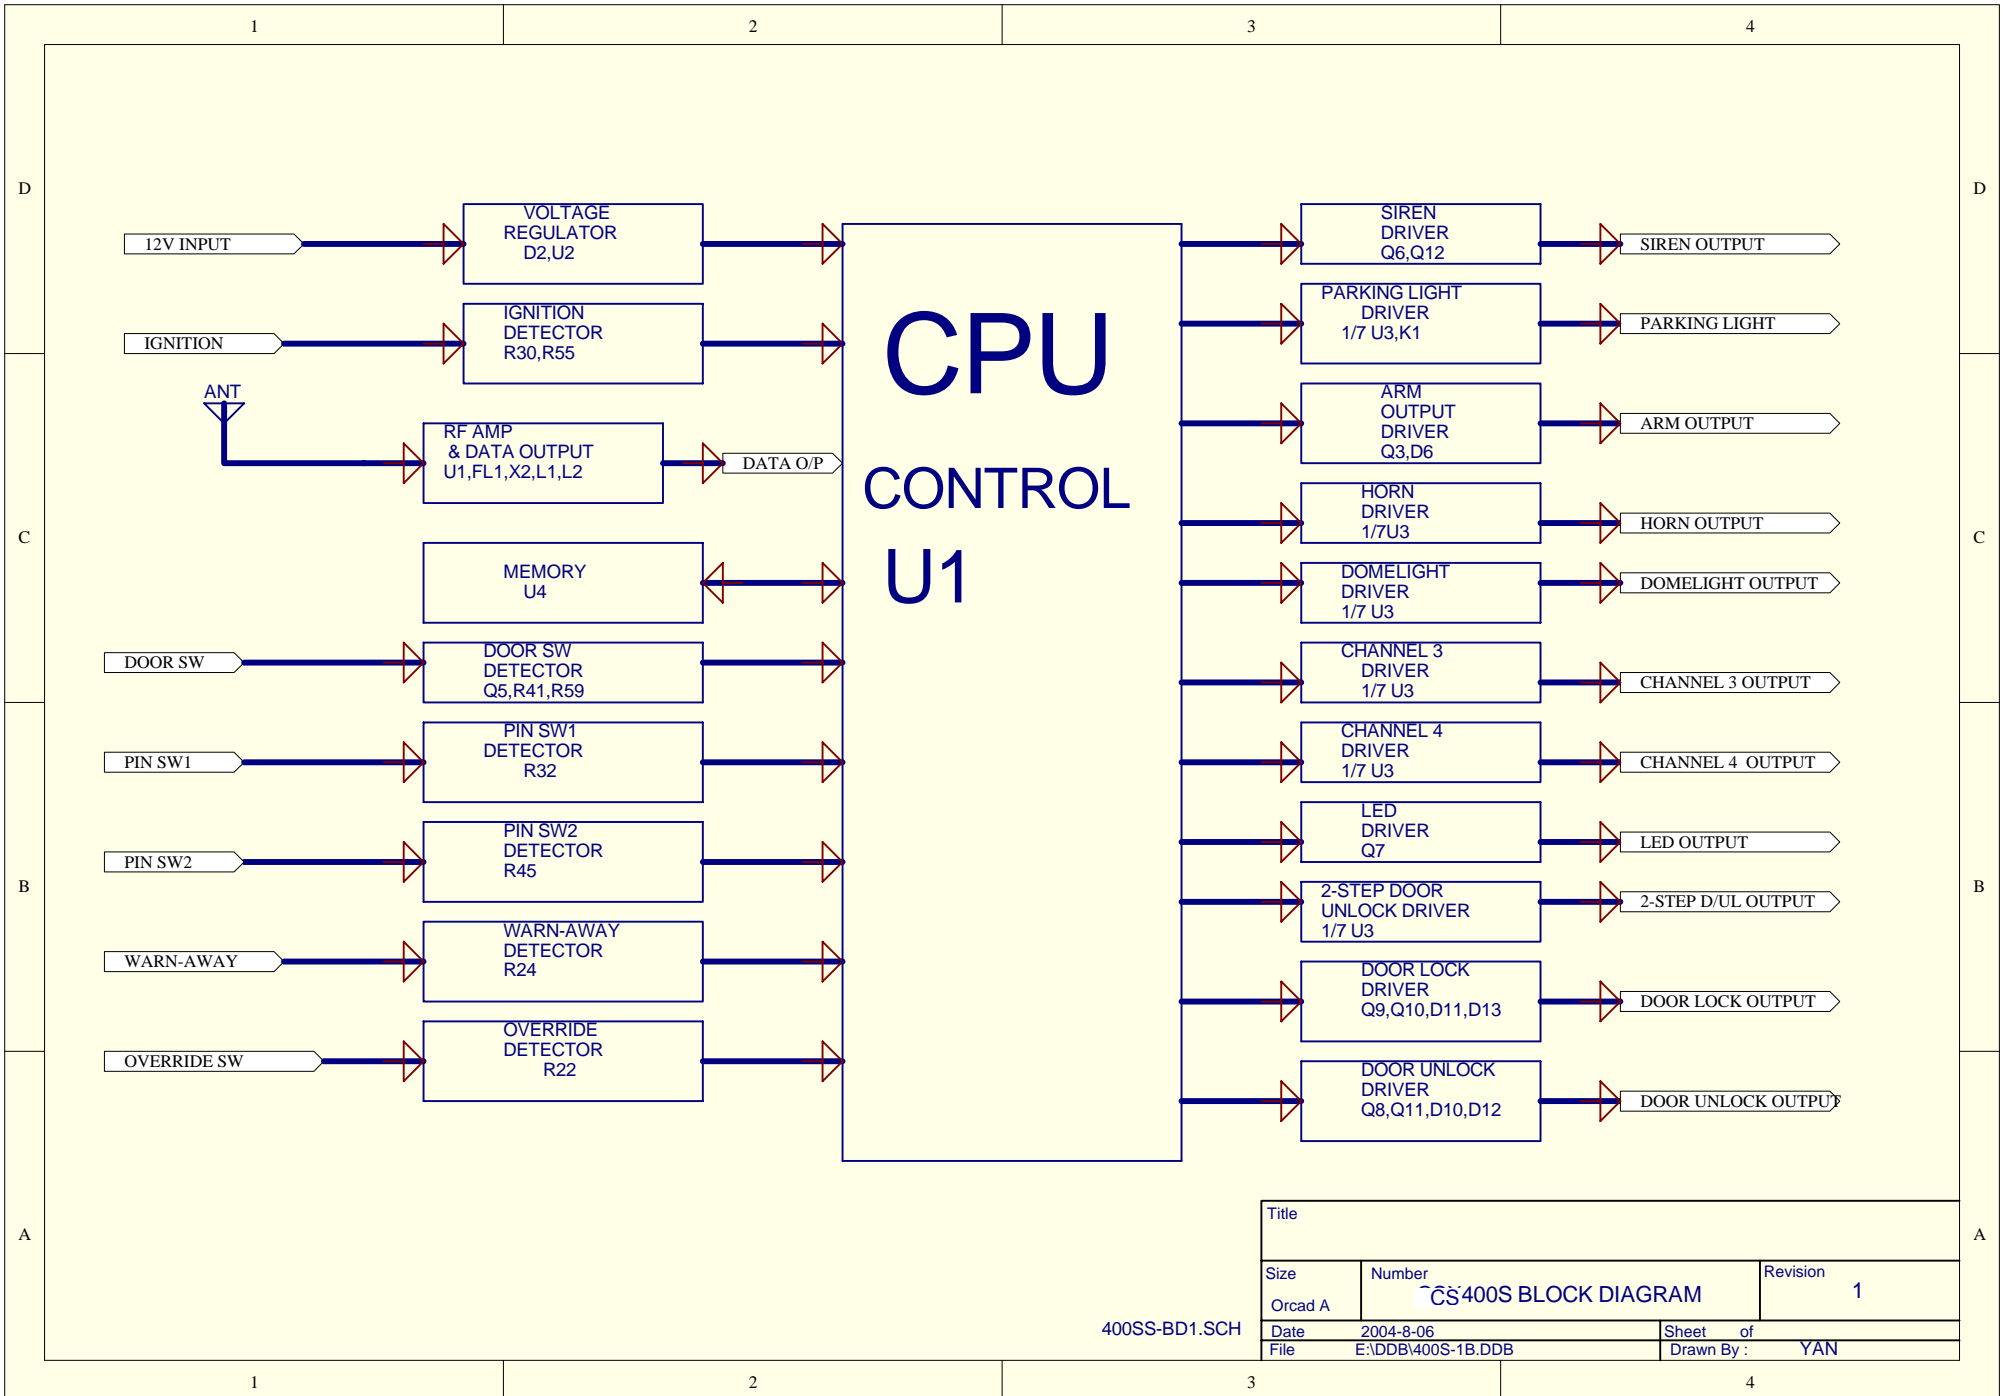 1 2 3 4
D D
C C
B B
A A
12V INPUT
VOLTAGE
REGULATOR
D2,U2
IGNITION
IGNITION
DETECTOR
R30,R55
ANT
RF AMP
& DATA OUTPUT
U1,FL1,X2,L1,L2
DATA O/P
MEMORY
U4
DOOR SW
DOOR SW
DETECTOR
Q5,R41,R59
PIN SW1
PIN SW1
DETECTOR
R32
PIN SW2
PIN SW2
DETECTOR
R45
WARN-AWAY
WARN-AWAY
DETECTOR
R24
OVERRIDE SW
OVERRIDE
DETECTOR
R22
CPU
CONTROL
U1
SIREN
DRIVER
Q6,Q12
SIREN OUTPUT
PARKING LIGHT
DRIVER
1/7 U3,K1
PARKING LIGHT
ARM
OUTPUT
DRIVER
Q3,D6
ARM OUTPUT
HORN
DRIVER
1/7U3
HORN OUTPUT
DOMELIGHT
DRIVER
1/7 U3
DOMELIGHT OUTPUT
CHANNEL 3
DRIVER
1/7 U3
CHANNEL 3 OUTPUT
CHANNEL 4
DRIVER
1/7 U3
CHANNEL 4 OUTPUT
LED
DRIVER
Q7
LED OUTPUT
2-STEP DOOR
UNLOCK DRIVER
1/7 U3
2-STEP D/UL OUTPUT
DOOR LOCK
DRIVER
Q9,Q10,D11,D13
DOOR LOCK OUTPUT
DOOR UNLOCK
DRIVER
Q8,Q11,D10,D12
DOOR UNLOCK OUTPUT
400SS-BD1.SCH
Title
Size
Orcad A
Number
CS400S BLOCK DIAGRAM
Revision
1
Date 2004-8-06
Sheet of
File E:\DDB\400S-1B.DDB
Drawn By : YAN
1 2 3 4